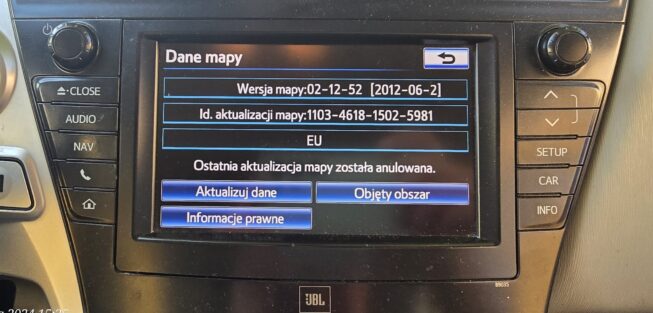 Dane mapy
Wersja mapy:02-12-52 [2012-06-2]
CLOSE
Id. aktualizacji mapy:1103-4618-1502-5981
AUDIO
EU
NAV
SETUP
Ostatnia aktualizacja mapy została anulowana.
Aktualizuj dane
Objęty obszar
CAR
Informacje prawne
INFO
JBL
2024